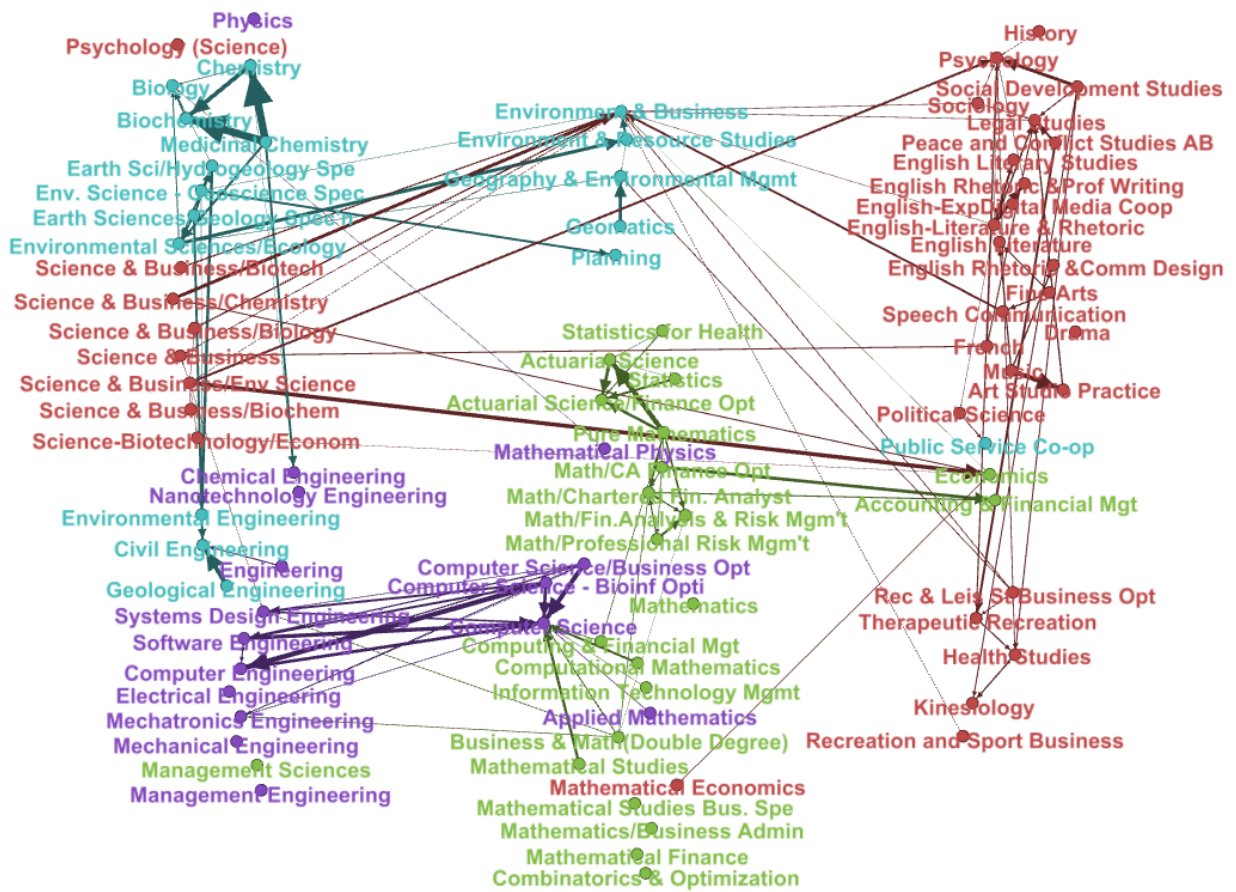 Physics
Psychology (Science)
Chemistry
Biology
Biochemistry
Medicinal Chemistry
Earth Sci/Hydrogeology Spe
Env. Science - Geoscience Spec
Earth Sciences/Geology Spec'n
Environmental Sciences/Ecology
Science & Business/Biotech
Science & Business/Chemistry
Science & Business/Biology
Science & Business
Science & Business/Env Science
Science & Business/Biochem
Science-Biotechnology/Econom
Chemical Engineering
Nanotechnology Engineering
Environmental Engineering
Civil Engineering
Engineering
Geological Engineering
Systems Design Engineering
Software Engineering
Computer Engineering
Electrical Engineering
Mechatronics Engineering
Mechanical Engineering
Management Sciences
Management Engineering
Environment & Business
Environment & Resource Studies
Geography & Environmental Mgmt
Geomatics
Planning
Statistics for Health
Actuarial Science
Statistics
Actuarial Science/Finance Opt
Pure Mathematics
Mathematical Physics
Math/CA Finance Opt
Math/Chartered Fin. Analyst
Math/Fin.Analysis & Risk Mgm't
Math/Professional Risk Mgm't
Computer Science/Business Opt
Computer Science - Bioinf Opti
Mathematics
Computer Science
Computing & Financial Mgt
Computational Mathematics
Information Technology Mgmt
Applied Mathematics
Business & Math(Double Degree)
Mathematical Studies
Mathematical Economics
Mathematical Studies Bus. Spe
Mathematics/Business Admin
Mathematical Finance
Combinatorics & Optimization
History
Psychology
Social Development Studies
Sociology
Legal Studies
Peace and Conflict Studies AB
English Literary Studies
English Rhetoric &Prof Writing
English-ExpDigital Media Coop
English-Literature & Rhetoric
English Literature
English Rhetoric &Comm Design
Fine Arts
Speech Communication
Drama
French
Music
Art Studio Practice
Political Science
Public Service Co-op
Economics
Accounting & Financial Mgt
Rec & Leis St Business Opt
Therapeutic Recreation
Health Studies
Kinesiology
Recreation and Sport Business